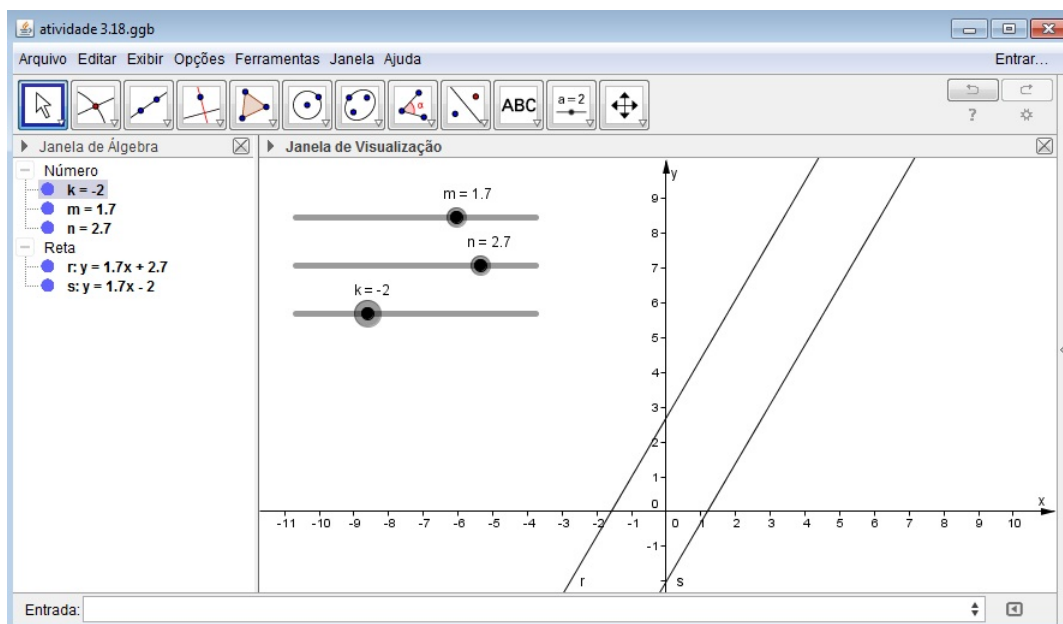 atividade 3.18.ggb
Arquivo Editar Exibir Opções Ferramentas Janela Ajuda
Entrar...
ABC
a = 2
α
?
Janela de Álgebra
Janela de Visualização
Número
k = -2
m = 1.7
n = 2.7
Reta
r: y = 1.7x + 2.7
s: y = 1.7x - 2
m = 1.7
n = 2.7
k = -2
y
9
8
7
6
5
4
3
2
1
0
-1
-11 -10 -9 -8 -7 -6 -5 -4 -3 -2 -1 0 1 2 3 4 5 6 7 8 9 10
x
r
s
Entrada: